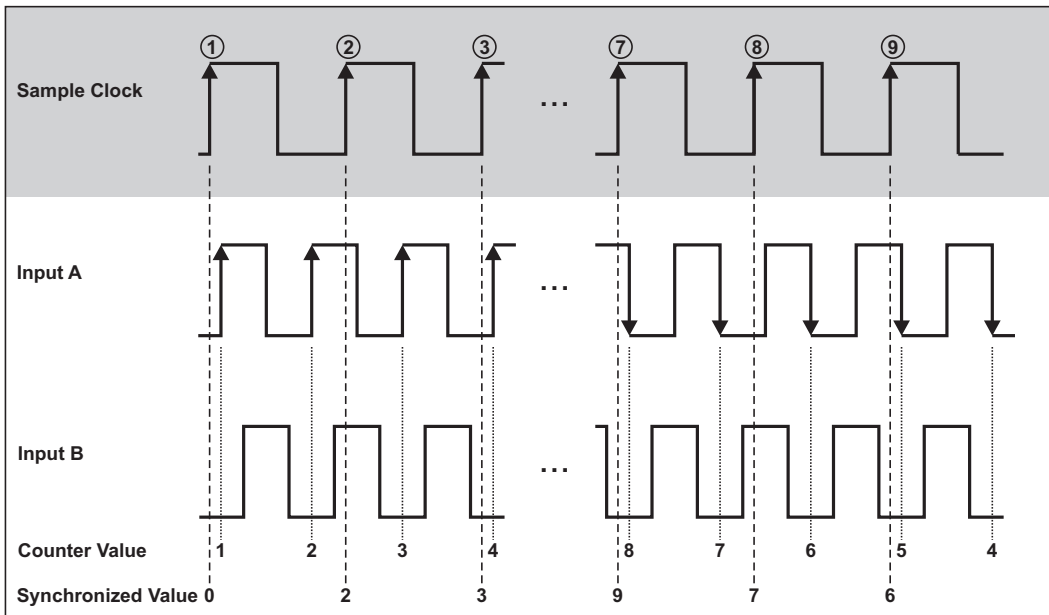 ① ② ③ ⑦ ⑧ ⑨
Sample Clock
...
Input A
...
Input B
...
Counter Value 1 2 3 4 8 7 6 5 4
Synchronized Value 0 2 3 9 7 6